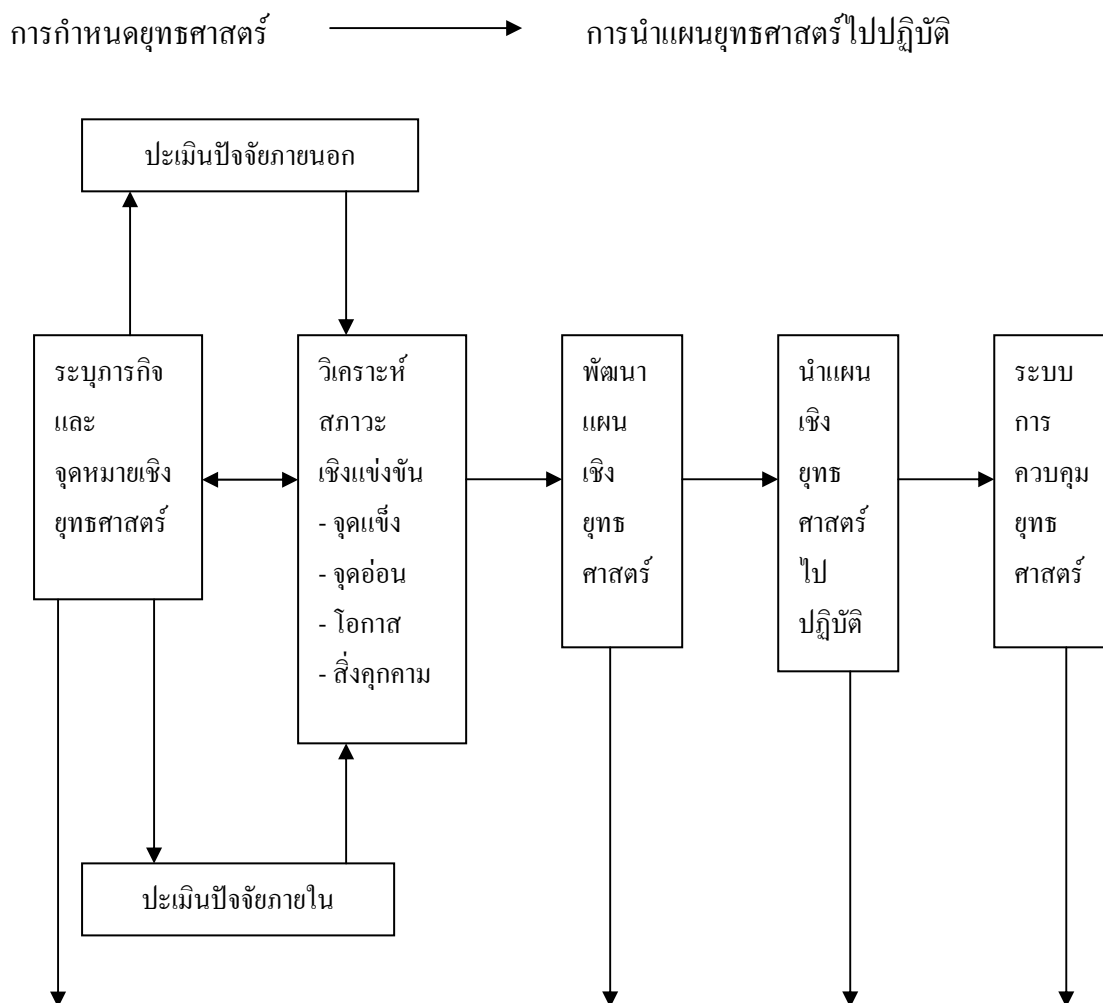 การกำหนดยุทธศาสตร์
การนำแผนยุทธศาสตร์ไปปฏิบัติ
ประเมินปัจจัยภายนอก
ระบุภารกิจ
และ
จุดหมายเชิง
ยุทธศาสตร์
วิเคราะห์
สภาวะ
เชิงแข่งขัน
- จุดแข็ง
- จุดอ่อน
- โอกาส
- สิ่งคุกคาม
พัฒนา
แผน
เชิง
ยุทธ
ศาสตร์
นำแผน
เชิง
ยุทธ
ศาสตร์
ไป
ปฏิบัติ
ระบบ
การ
ควบคุม
ยุทธ
ศาสตร์
ประเมินปัจจัยภายใน